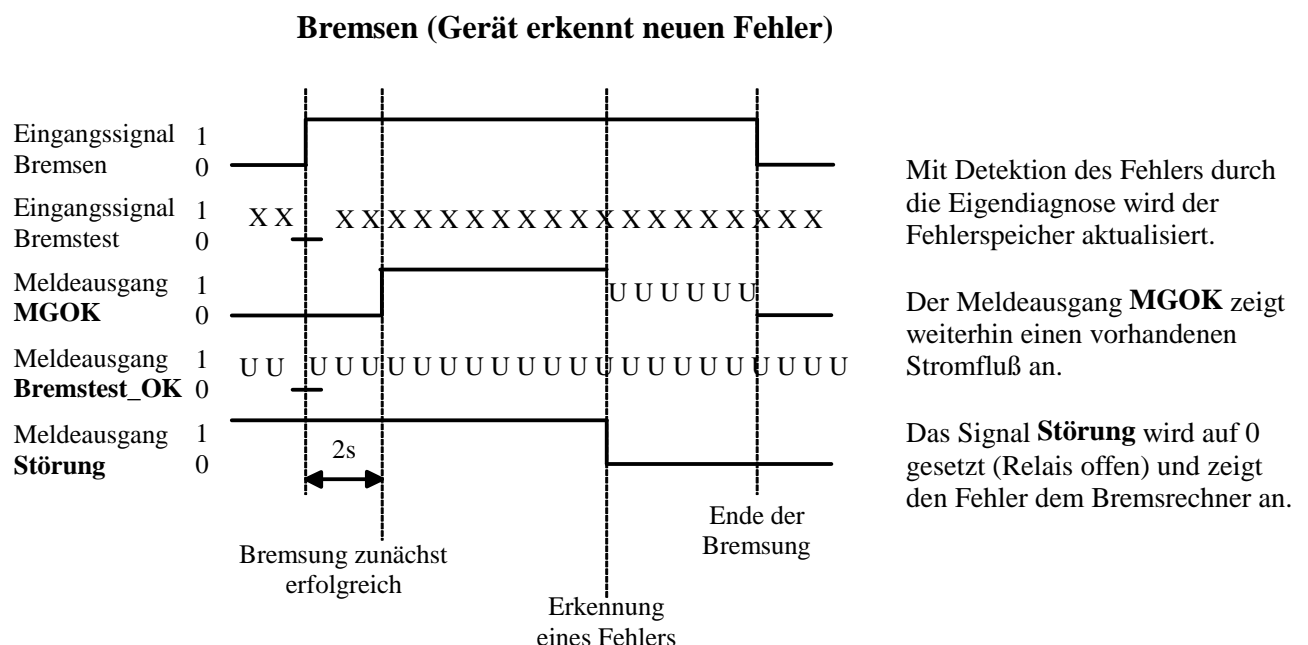 Bremsen (Gerät erkennt neuen Fehler)
Eingangssignal 1
Bremsen 0
Eingangssignal 1
Bremstest 0
X X X X X X X X X X X X X X X X X X X X X
Meldeausgang 1
MGOK 0
U U U U U U
Meldeausgang 1
Bremstest_OK 0
U U U U U U U U U U U U U U U U U U U U U U U
Meldeausgang 1
Störung 0
2s
Bremsung zunächst
erfolgreich
Erkennung
eines Fehlers
Ende der
Bremsung
Mit Detektion des Fehlers durch
die Eigendiagnose wird der
Fehlerspeicher aktualisiert.
Der Meldeausgang MGOK zeigt
weiterhin einen vorhandenen
Stromfluß an.
Das Signal Störung wird auf 0
gesetzt (Relais offen) und zeigt
den Fehler dem Bremsrechner an.